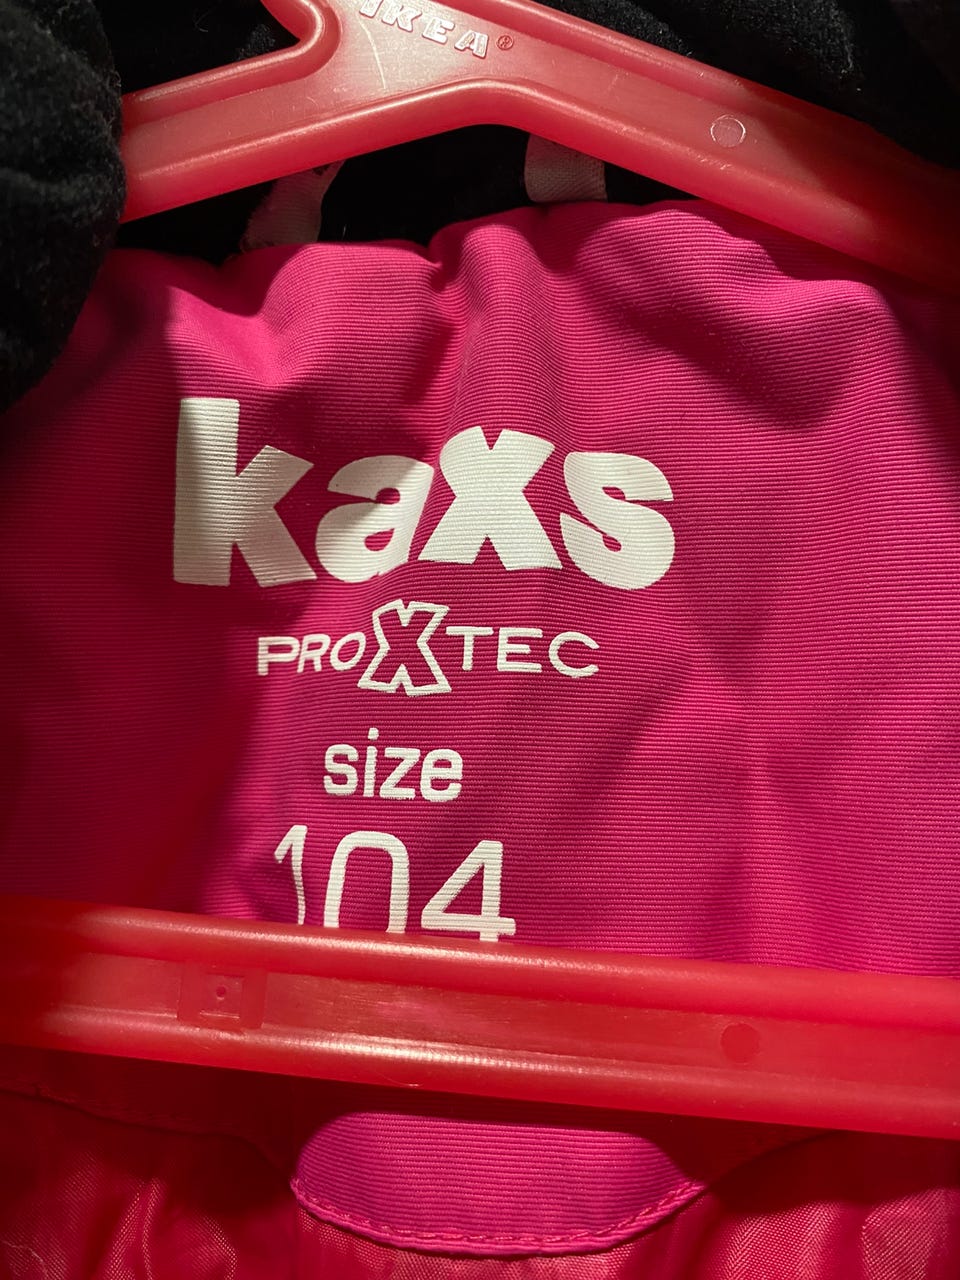 IKEA®
kaxs
PROXTEC
size
104